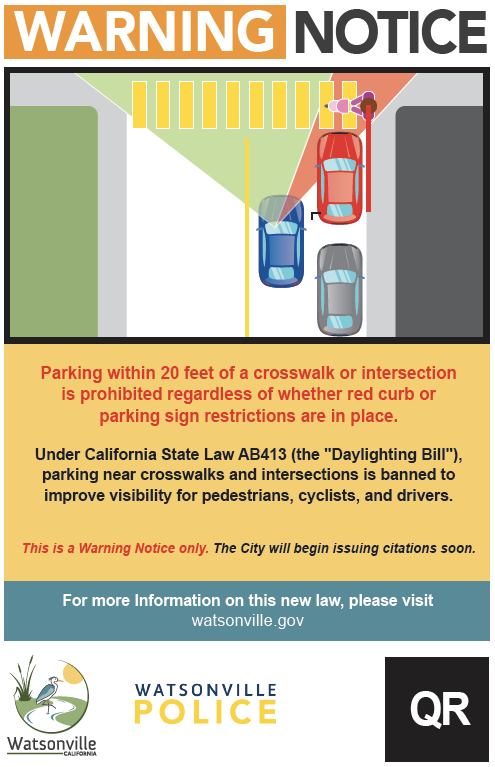 WARNING NOTICE
Parking within 20 feet of a crosswalk or intersection
is prohibited regardless of whether red curb or
parking sign restrictions are in place.
Under California State Law AB413 (the "Daylighting Bill"),
parking near crosswalks and intersections is banned to
improve visibility for pedestrians, cyclists, and drivers.
This is a Warning Notice only. The City will begin issuing citations soon.
For more Information on this new law, please visit
watsonville.gov
Watsonville
CALIFORNIA
WATSONVILLE
POLICE
QR